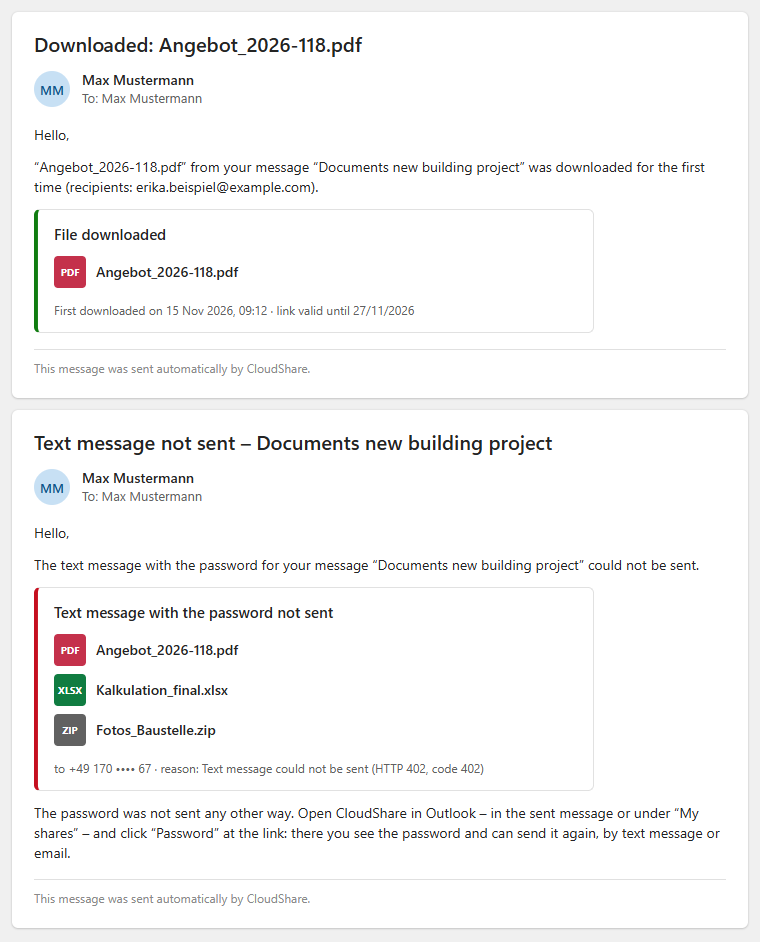 Downloaded: Angebot_2026-118.pdf
MM
Max Mustermann
To: Max Mustermann
Hello,
“Angebot_2026-118.pdf” from your message “Documents new building project” was downloaded for the first
time (recipients: erika.beispiel@example.com).
File downloaded
PDF
Angebot_2026-118.pdf
First downloaded on 15 Nov 2026, 09:12 · link valid until 27/11/2026
This message was sent automatically by CloudShare.
Text message not sent – Documents new building project
MM
Max Mustermann
To: Max Mustermann
Hello,
The text message with the password for your message “Documents new building project” could not be sent.
Text message with the password not sent
PDF
Angebot_2026-118.pdf
XLSX
Kalkulation_final.xlsx
ZIP
Fotos_Baustelle.zip
to +49 170 •••• 67 · reason: Text message could not be sent (HTTP 402, code 402)
The password was not sent any other way. Open CloudShare in Outlook – in the sent message or under “My
shares” – and click “Password” at the link: there you see the password and can send it again, by text message or
email.
This message was sent automatically by CloudShare.